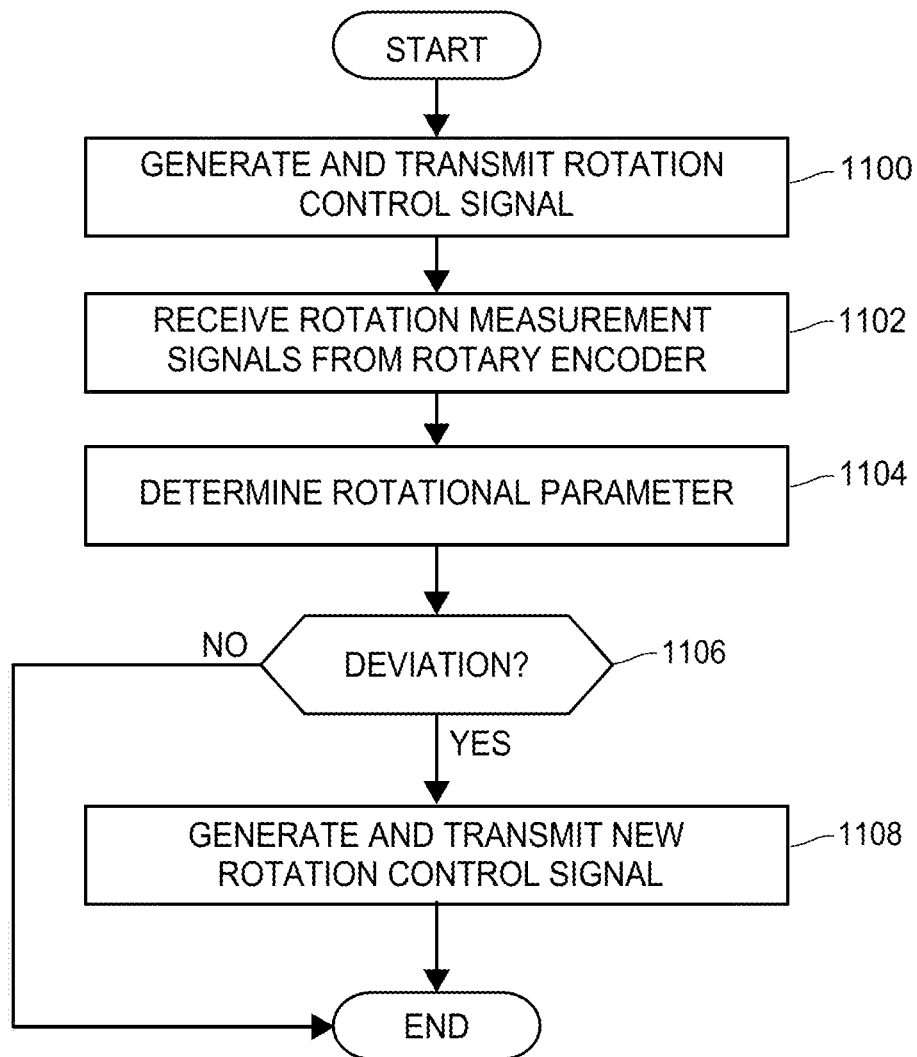 START
GENERATE AND TRANSMIT ROTATION
CONTROL SIGNAL
1100
RECEIVE ROTATION MEASUREMENT
SIGNALS FROM ROTARY ENCODER
1102
DETERMINE ROTATIONAL PARAMETER
1104
NO
DEVIATION?
1106
YES
GENERATE AND TRANSMIT NEW
ROTATION CONTROL SIGNAL
1108
END